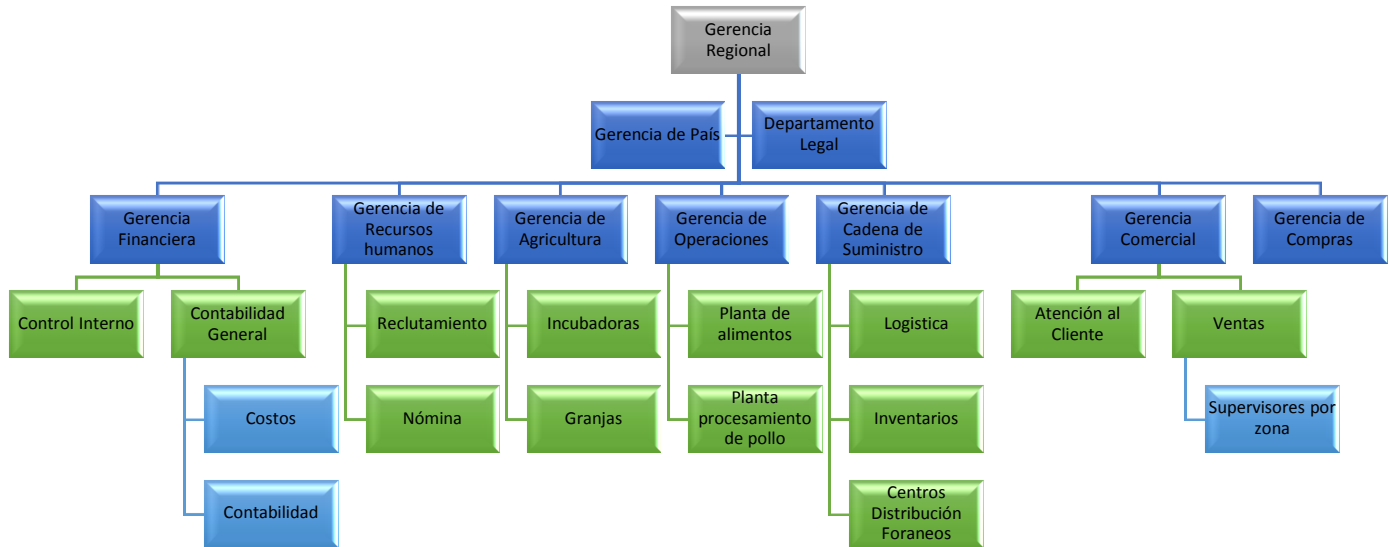 Gerencia
Regional
Gerencia de País
Departamento
Legal
Gerencia
Financiera
Gerencia de
Recursos
humanos
Gerencia de
Agricultura
Gerencia de
Operaciones
Gerencia de
Cadena de
Suministro
Gerencia
Comercial
Gerencia de
Compras
Control Interno
Contabilidad
General
Reclutamiento
Incubadoras
Planta de
alimentos
Logistica
Atención al
Cliente
Ventas
Costos
Nómina
Granjas
Planta
procesamiento
de pollo
Inventarios
Supervisores por
zona
Contabilidad
Centros
Distribución
Foraneos